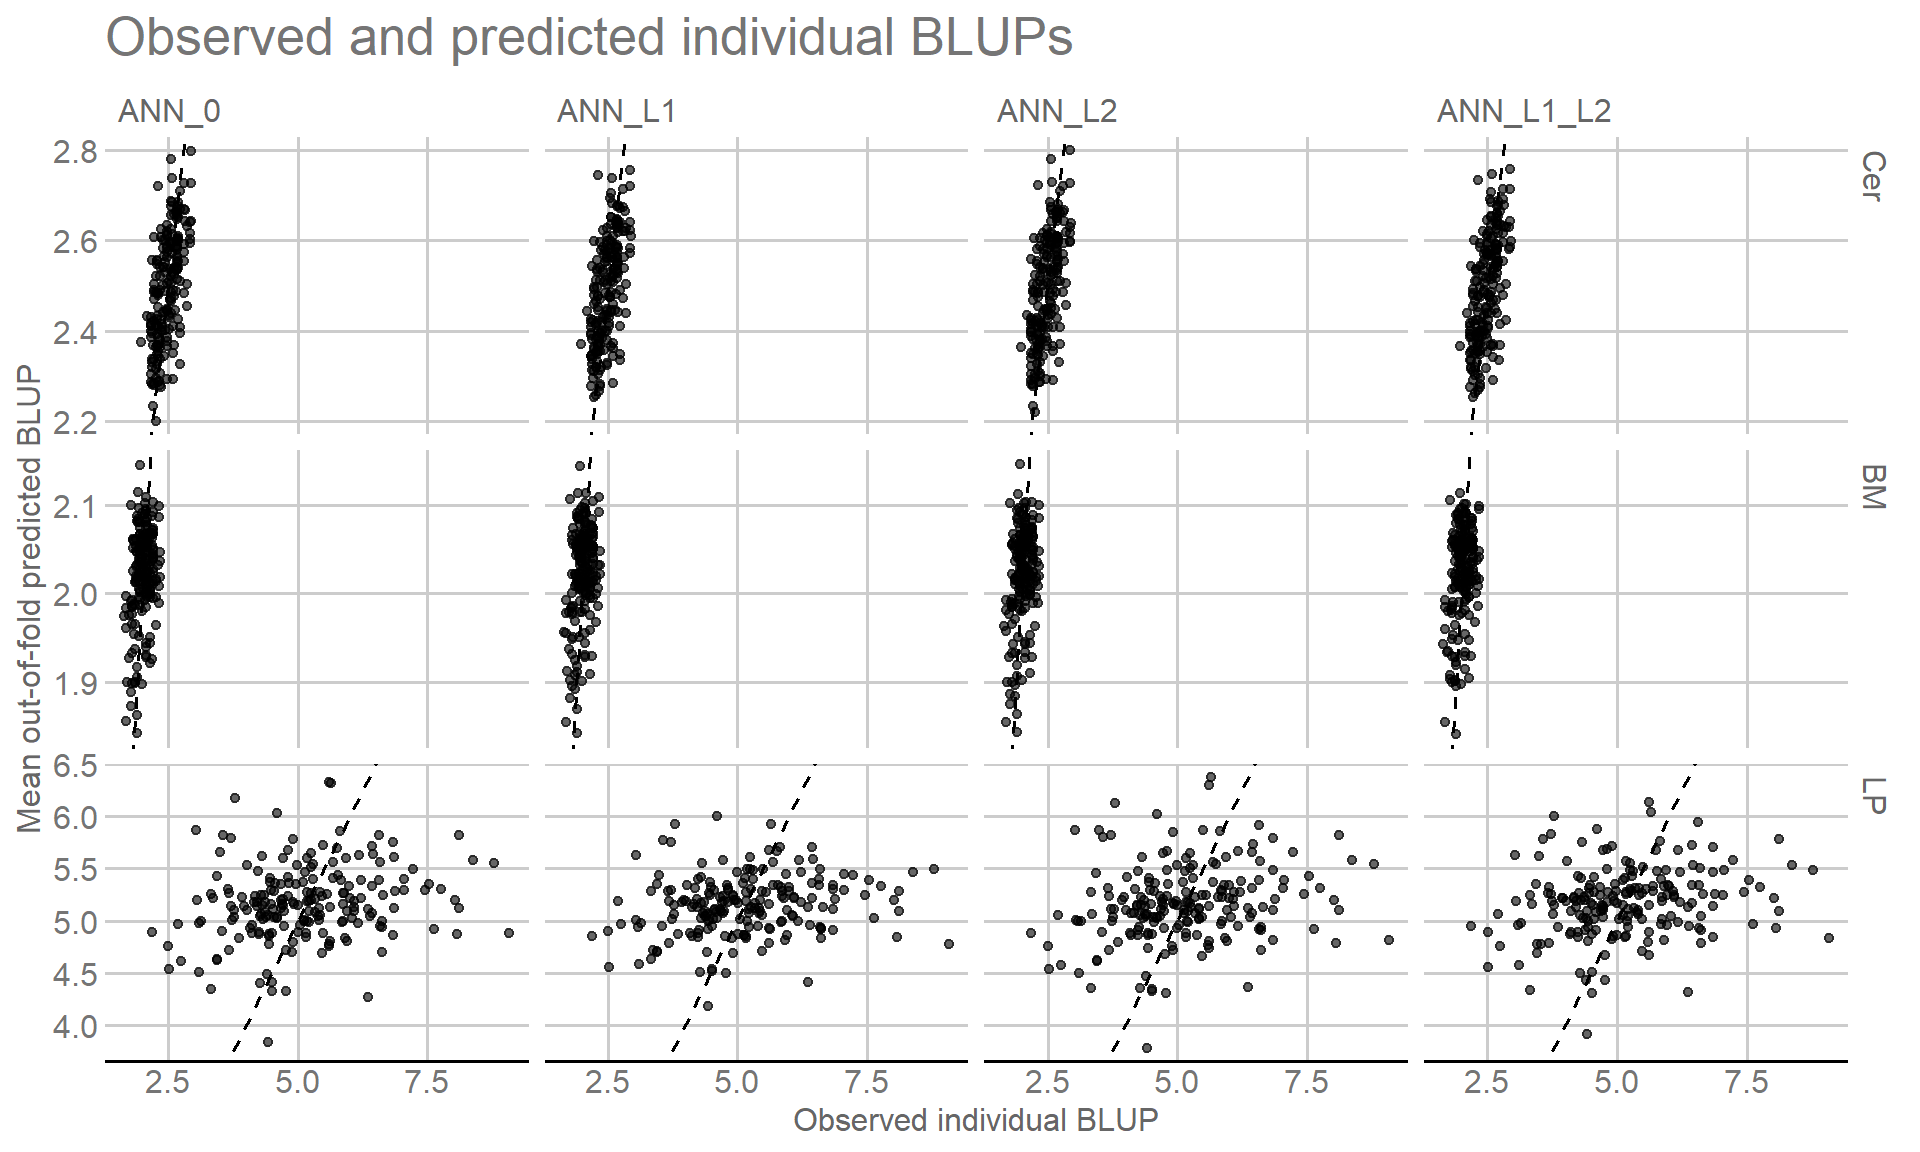 Observed and predicted individual BLUPs
ANN_0 ANN_L1 ANN_L2 ANN_L1_L2
Mean out-of-fold predicted BLUP
2.8
2.6
2.4
2.2
Cer
2.1
2.0
1.9
BM
6.5
6.0
5.5
5.0
4.5
4.0
LP
2.5 5.0 7.5 2.5 5.0 7.5 2.5 5.0 7.5 2.5 5.0 7.5
Observed individual BLUP